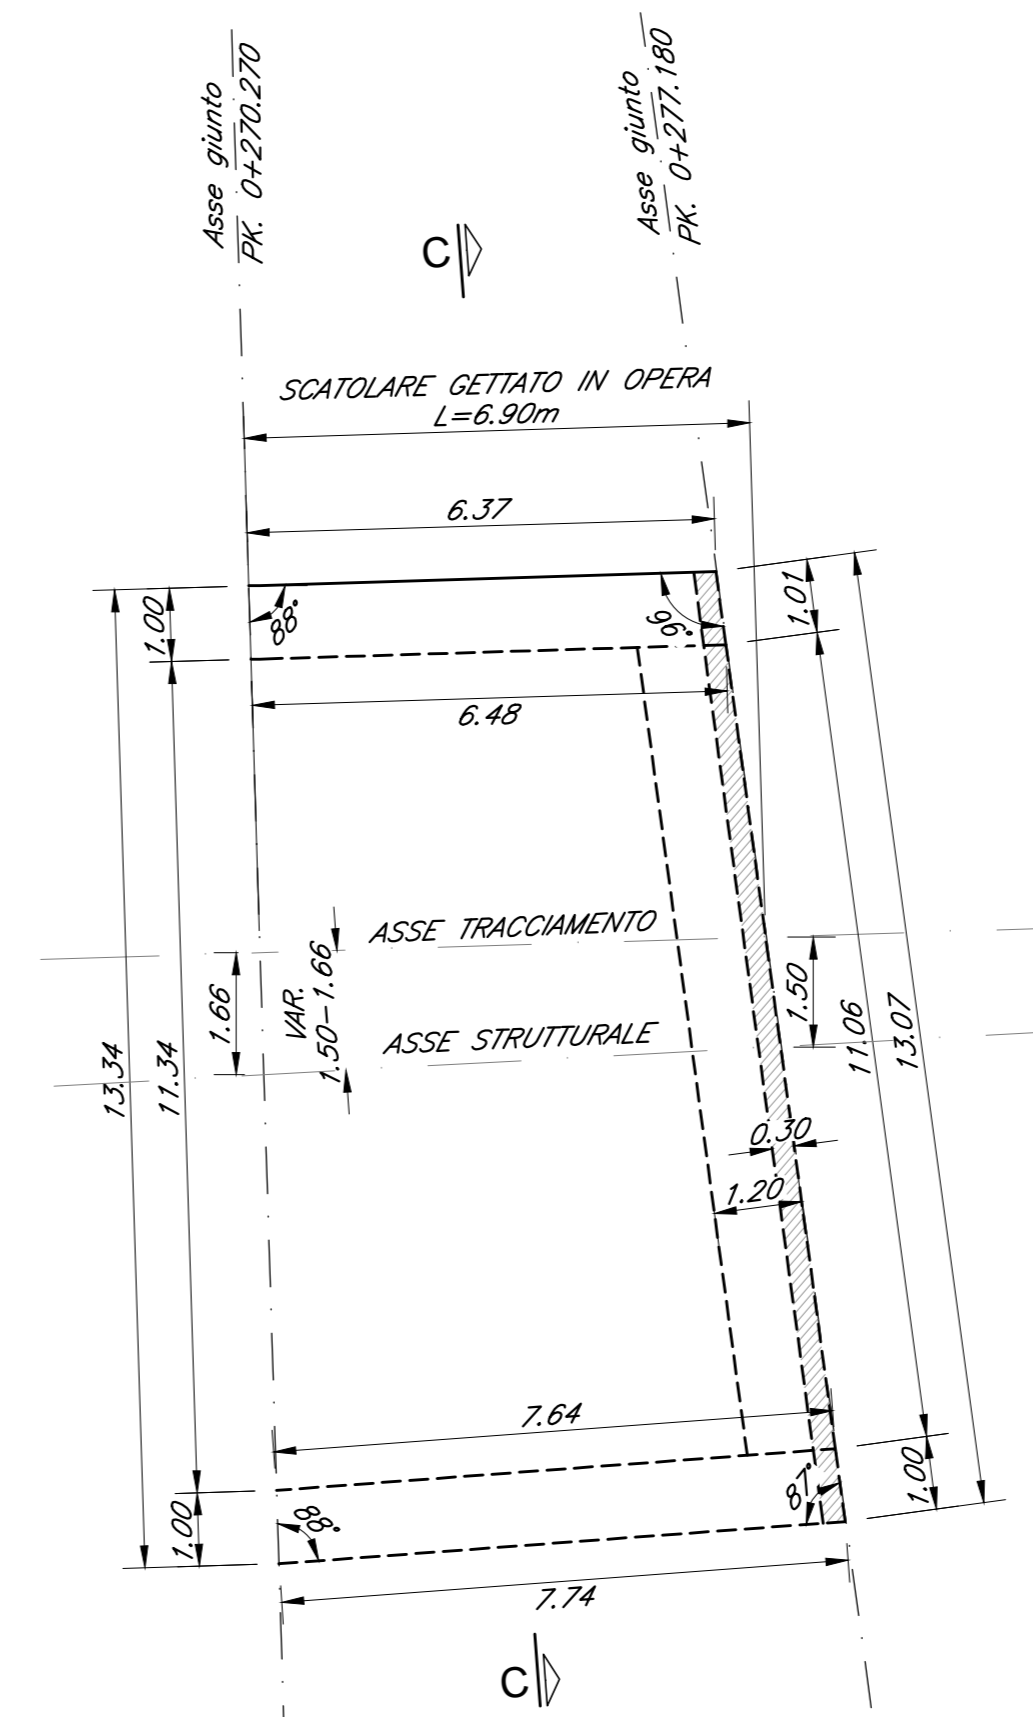 Asse giunto
PK. 0+270.270
Asse giunto
PK. 0+277.180
C
SCATOLARE GETTATO IN OPERA
L=6.90m
6.37
1.00
88°
96°
1.01
6.48
ASSE TRACCIAMENTO
1.66
VAR.
1.50-1.66
ASSE STRUTTURALE
1.50
13.34
11.34
11.06
13.07
0.30
1.20
7.64
1.00
88°
87°
1.00
7.74
C